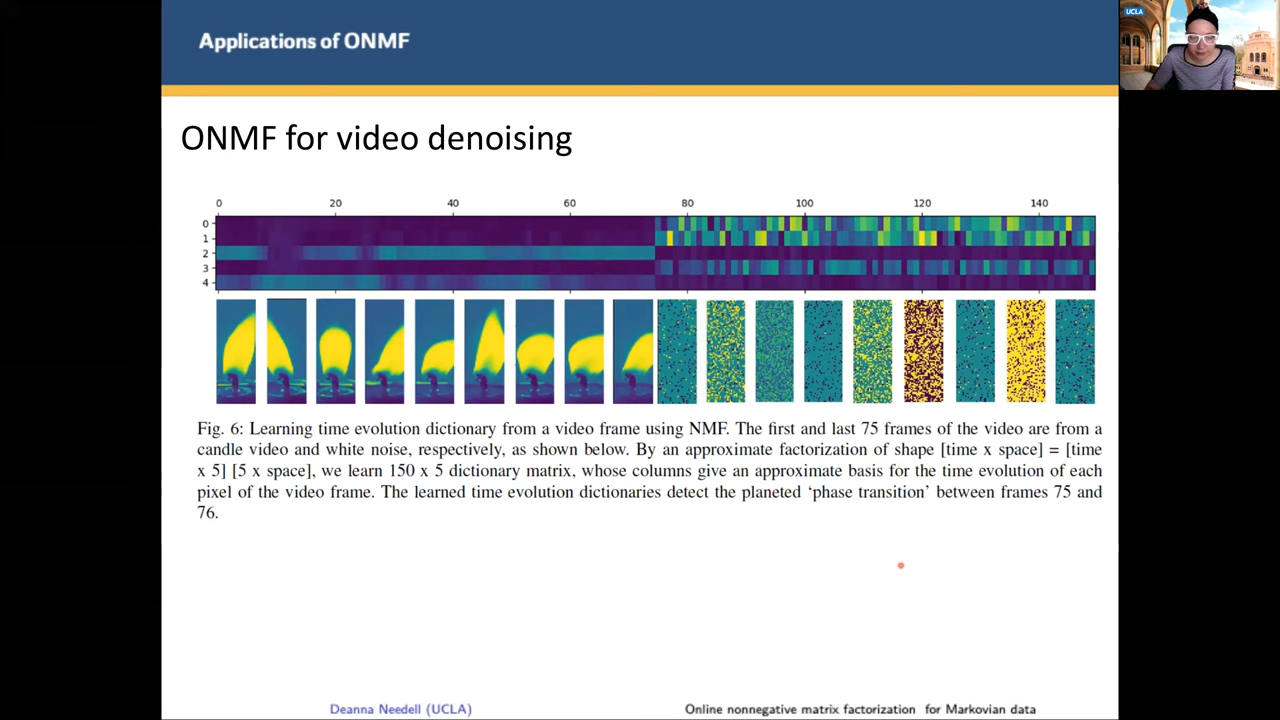 Applications of ONMF
UCLA
ONMF for video denoising
0 20 40 60 80 100 120 140
0
1
2
3
4
Fig. 6: Learning time evolution dictionary from a video frame using NMF. The first and last 75 frames of the video are from a
candle video and white noise, respectively, as shown below. By an approximate factorization of shape [time x space] = [time
x 5] [5 x space], we learn 150 x 5 dictionary matrix, whose columns give an approximate basis for the time evolution of each
pixel of the video frame. The learned time evolution dictionaries detect the planeted ‘phase transition’ between frames 75 and
76.
Deanna Needell (UCLA) Online nonnegative matrix factorization for Markovian data